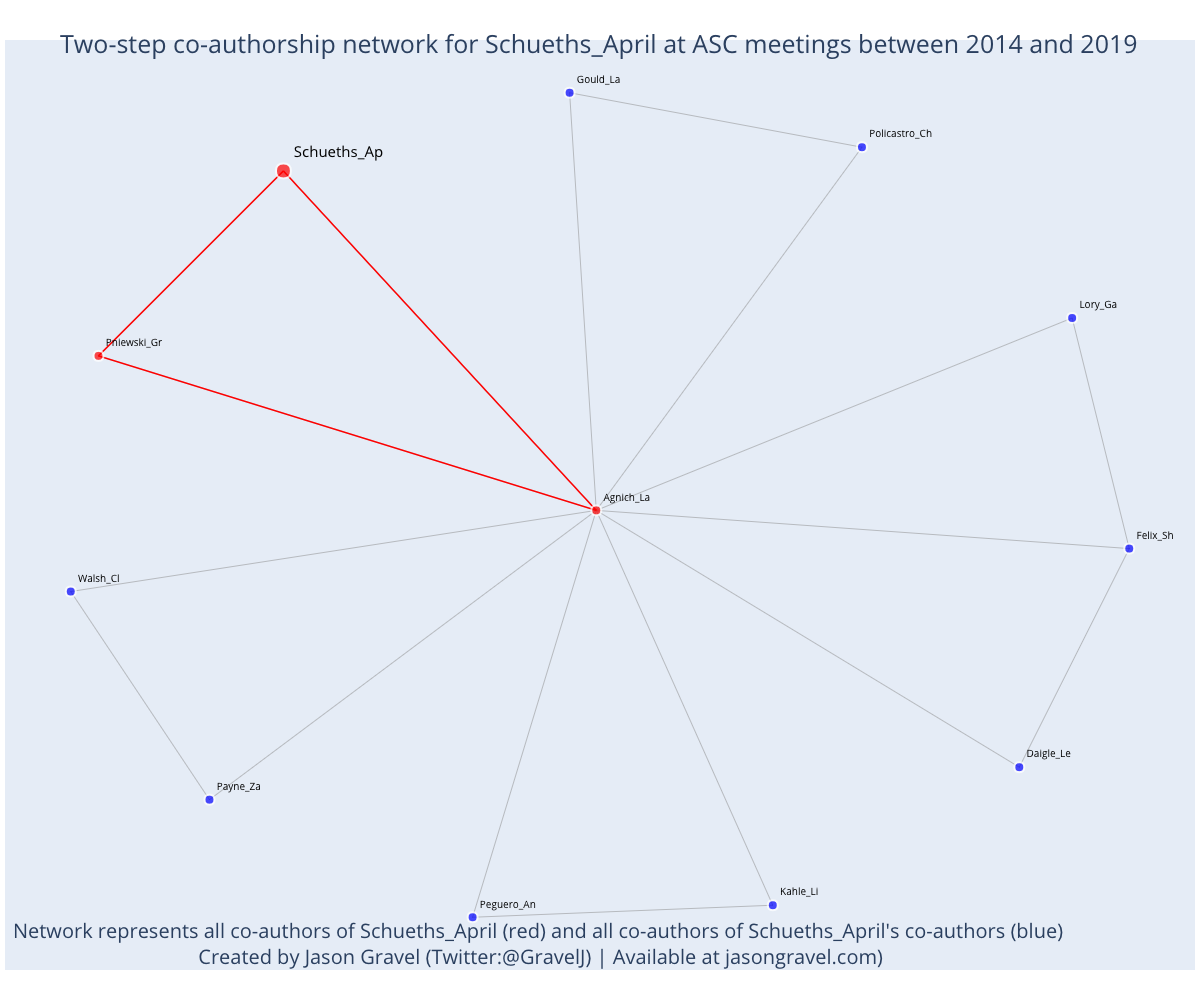 Two-step co-authorship network for Schueths_April at ASC meetings between 2014 and 2019
Gould_La
Policastro_Ch
Schueths_Ap
Lory_Ga
Pniewski_Gr
Agnich_La
Felix_Sh
Walsh_Cl
Daigle_Le
Payne_Za
Kahle_Li
Peguero_An
Network represents all co-authors of Schueths_April (red) and all co-authors of Schueths_April's co-authors (blue)
Created by Jason Gravel (Twitter:@GravelJ) | Available at jasongravel.com)